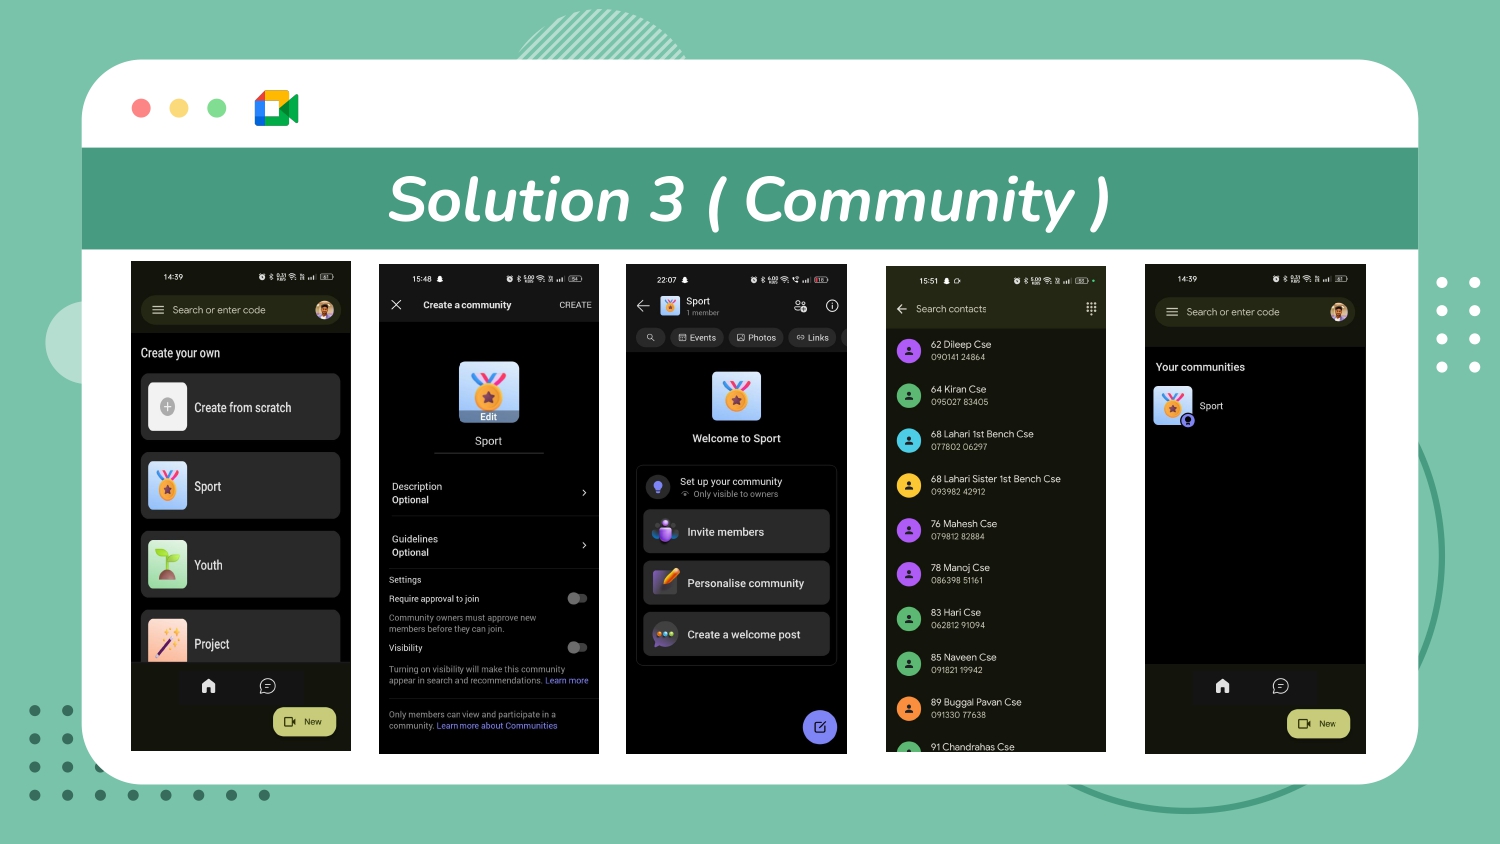 Solution 3 ( Community )
14:39
Search or enter code
Create your own
Create from scratch
Sport
Youth
Project
New
15:48
Create a community
CREATE
Edit
Sport
Description
Optional
Guidelines
Optional
Settings
Require approval to join
Community owners must approve new
members before they can join.
Visibility
Turning on visibility will make this community
appear in search and recommendations. Learn more
Only members can view and participate in a
community. Learn more about Communities
22:07
Sport
1 member
Events
Photos
Links
Welcome to Sport
Set up your community
Only visible to owners
Invite members
Personalise community
Create a welcome post
15:51
Search contacts
62 Dileep Cse
090141 24864
64 Kiran Cse
095027 83405
68 Lahari 1st Bench Cse
077802 06297
68 Lahari Sister 1st Bench Cse
093982 42912
76 Mahesh Cse
079812 82884
78 Manoj Cse
086398 51161
83 Hari Cse
062812 91094
85 Naveen Cse
091821 19942
89 Buggal Pavan Cse
091330 77638
91 Chandrahas Cse
14:39
Search or enter code
Your communities
Sport
New